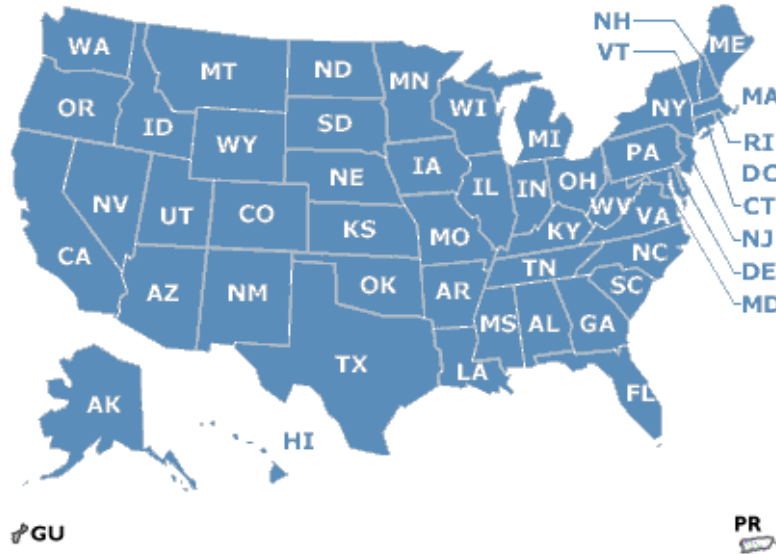 NH
VT
ME
WA
MT
ND
MN
OR
ID
WY
SD
WI
MI
NY
MA
RI
DC
CT
NJ
DE
MD
PA
NV
UT
CO
NE
IA
IL
IN
OH
WV
VA
CA
KS
MO
KY
NC
TN
SC
AZ
NM
OK
AR
MS
AL
GA
TX
LA
FL
AK
HI
GU
PR